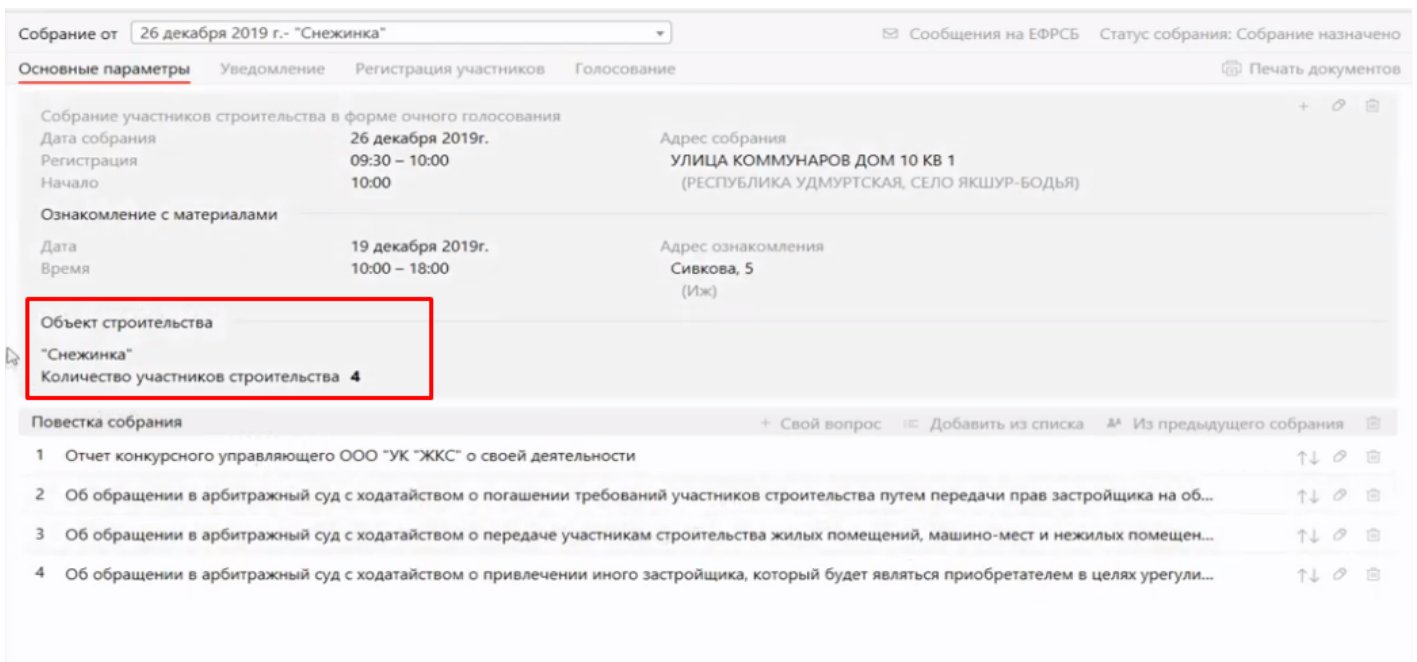 Собрание от 26 декабря 2019 г.- "Снежинка" Сообщения на ЕФРСБ Статус собрания: Собрание назначено
Основные параметры Уведомление Регистрация участников Голосование Печать документов
Собрание участников строительства в форме очного голосования
Дата собрания 26 декабря 2019г. Адрес собрания
Регистрация 09:30 – 10:00 УЛИЦА КОММУНАРОВ ДОМ 10 КВ 1
Начало 10:00 (РЕСПУБЛИКА УДМУРТСКАЯ, СЕЛО ЯКШУР-БОДЬЯ)
Ознакомление с материалами
Дата 19 декабря 2019г. Адрес ознакомления
Время 10:00 – 18:00 Сивкова, 5
(Иж)
Объект строительства
"Снежинка"
Количество участников строительства 4
Повестка собрания + Свой вопрос Добавить из списка Из предыдущего собрания
1 Отчет конкурсного управляющего ООО "УК "ЖКС" о своей деятельности
2 Об обращении в арбитражный суд с ходатайством о погашении требований участников строительства путем передачи прав застройщика на об...
3 Об обращении в арбитражный суд с ходатайством о передаче участникам строительства жилых помещений, машино-мест и нежилых помещен...
4 Об обращении в арбитражный суд с ходатайством о привлечении иного застройщика, который будет являться приобретателем в целях урегули...